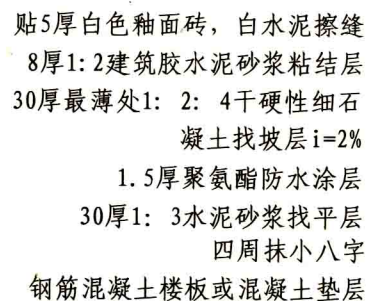 贴5厚白色釉面砖，白水泥擦缝
8厚1:2建筑胶水泥砂浆粘结层
30厚最薄处1：2：4干硬性细石
凝土找坡层i=2%
1.5厚聚氨酯防水涂层
30厚1：3水泥砂浆找平层
四周抹小八字
钢筋混凝土楼板或混凝土垫层